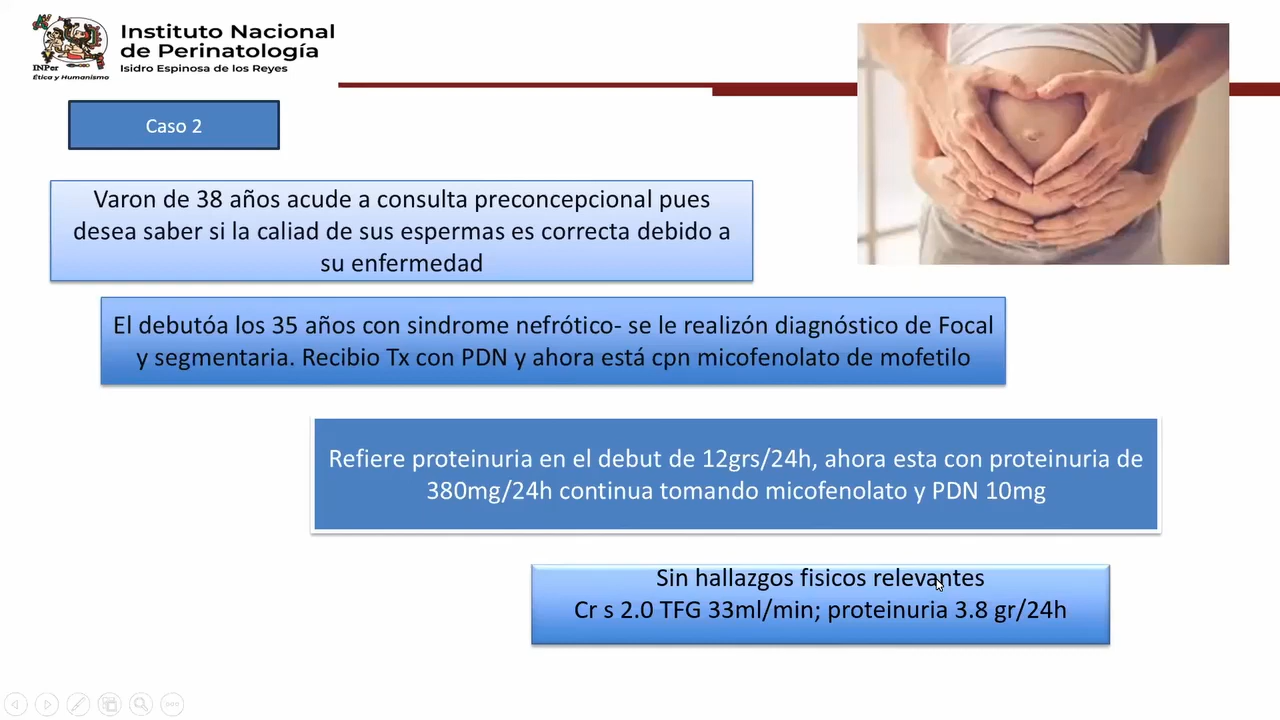 Instituto Nacional
de Perinatología
Isidro Espinosa de los Reyes
INPer
Ética y Humanismo
Caso 2
Varon de 38 años acude a consulta preconcepcional pues
desea saber si la caliad de sus espermas es correcta debido a
su enfermedad
El debutóa los 35 años con sindrome nefrótico- se le realizón diagnóstico de Focal
y segmentaria. Recibio Tx con PDN y ahora está cpn micofenolato de mofetilo
Refiere proteinuria en el debut de 12grs/24h, ahora esta con proteinuria de
380mg/24h continua tomando micofenolato y PDN 10mg
Sin hallazgos fisicos relevantes
Cr s 2.0 TFG 33ml/min; proteinuria 3.8 gr/24h